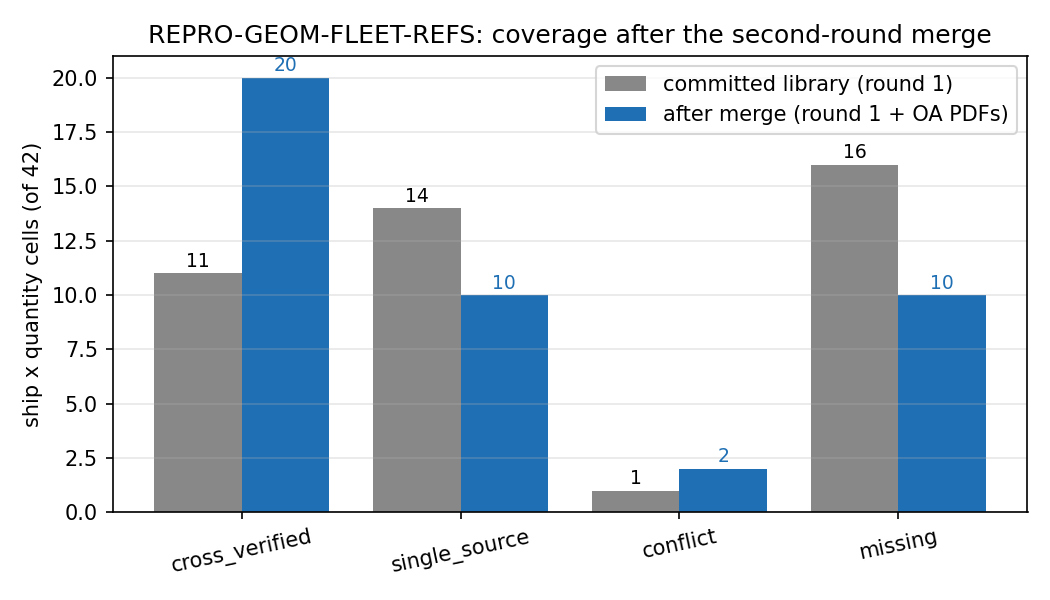 REPRO-GEOM-FLEET-REFS: coverage after the second-round merge
committed library (round 1)
after merge (round 1 + OA PDFs)
ship x quantity cells (of 42)
20.0
17.5
15.0
12.5
10.0
7.5
5.0
2.5
0.0
11
20
14
10
1
2
16
10
cross_verified
single_source
conflict
missing